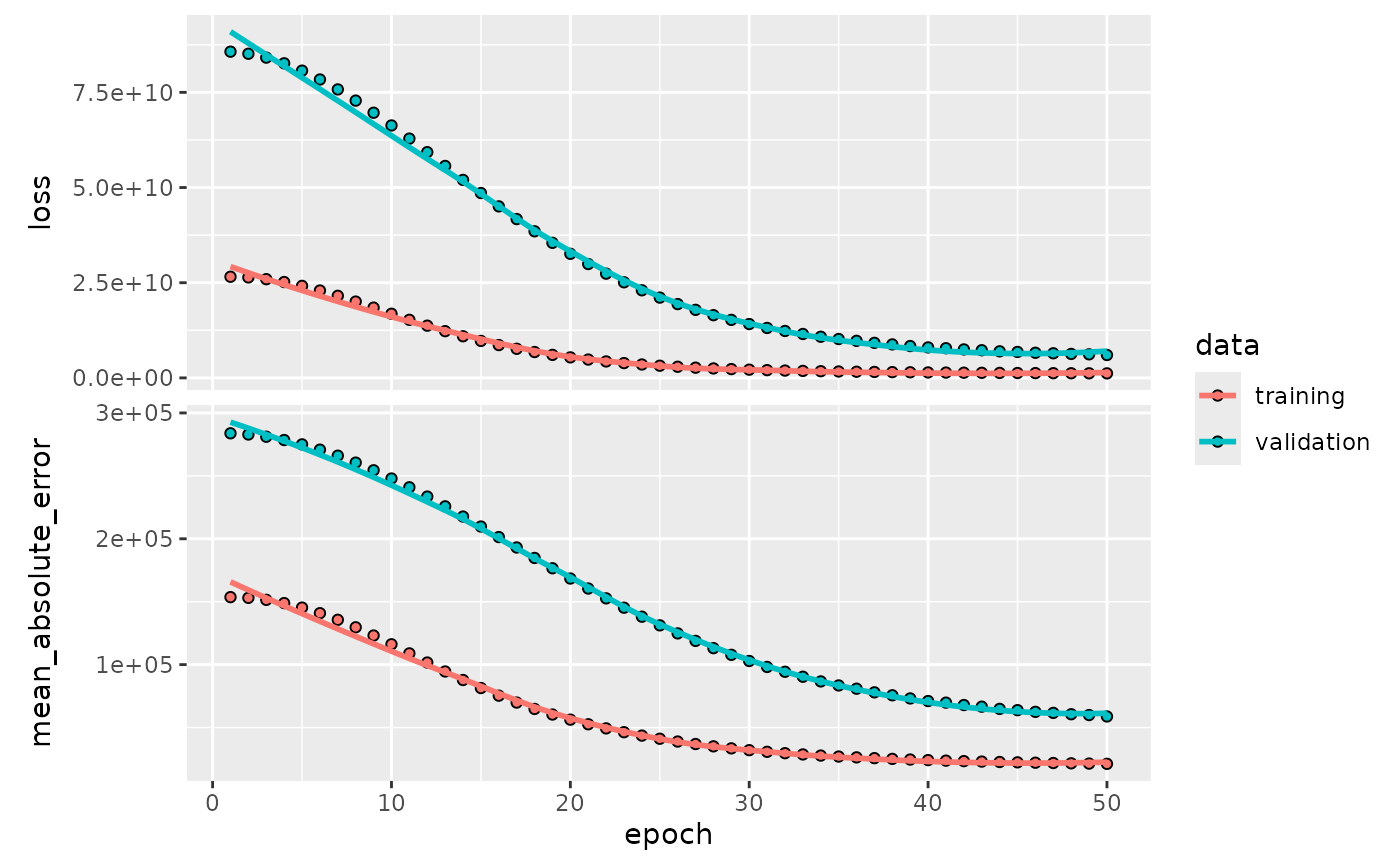 loss
7.5e+10
5.0e+10
2.5e+10
0.0e+00
mean_absolute_error
3e+05
2e+05
1e+05
0 10 20 30 40 50
epoch
data
training
validation